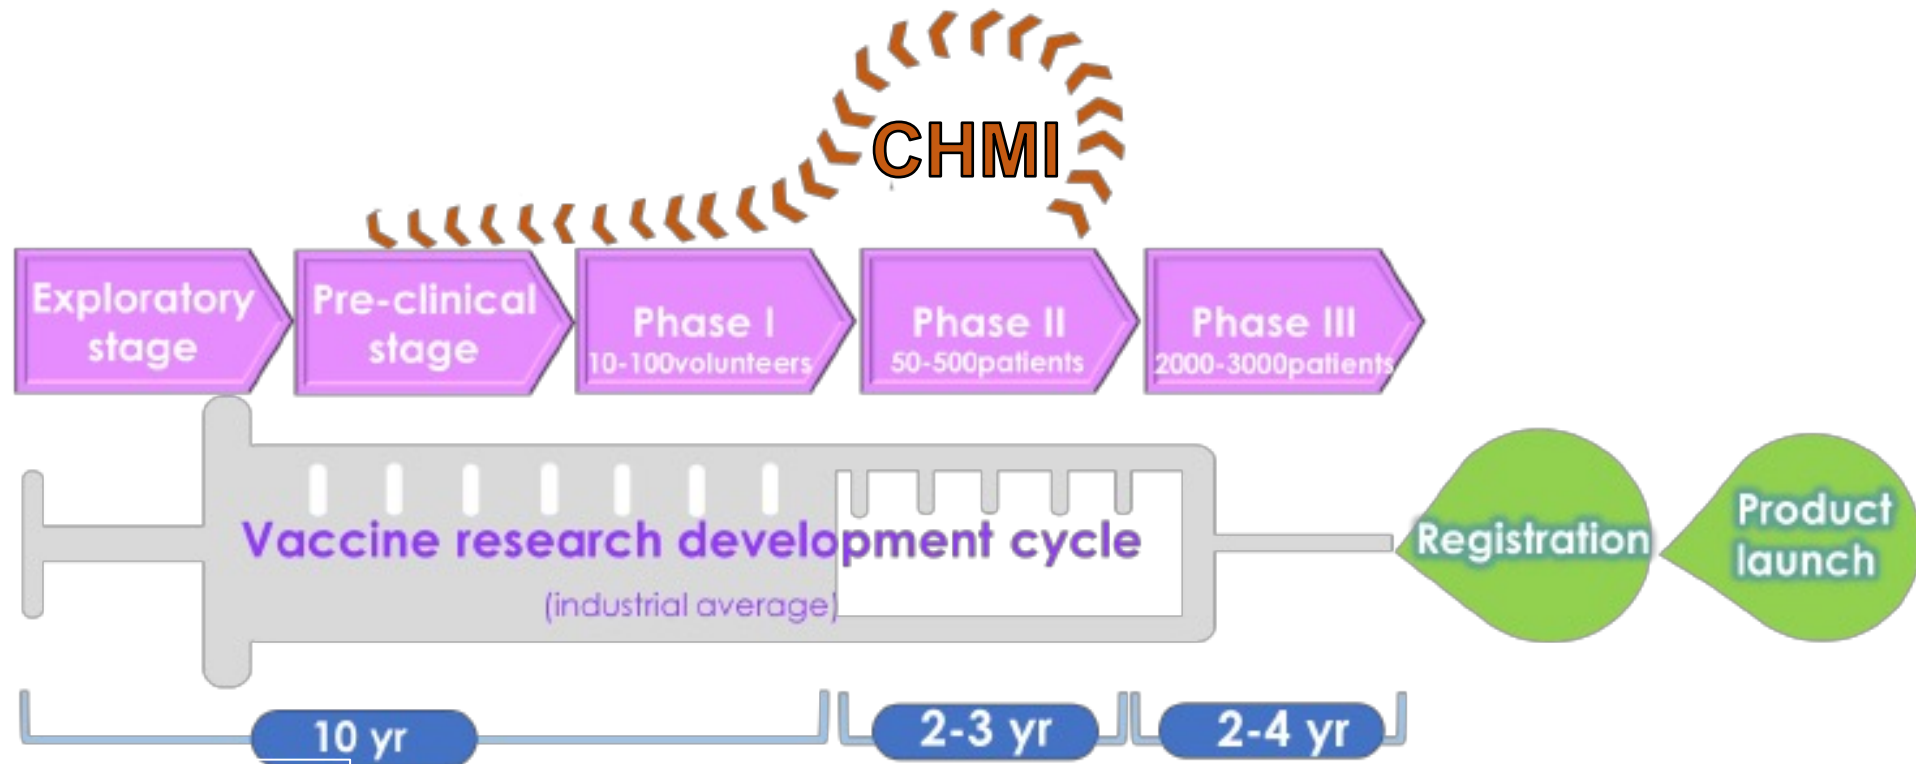 CHMI
Exploratory
stage
Pre-clinical
stage
Phase I
10-100volunteers
Phase II
50-500patients
Phase III
2000-3000patients
Vaccine research development cycle
(industrial average)
Registration
Product
launch
10 yr
2-3 yr
2-4 yr